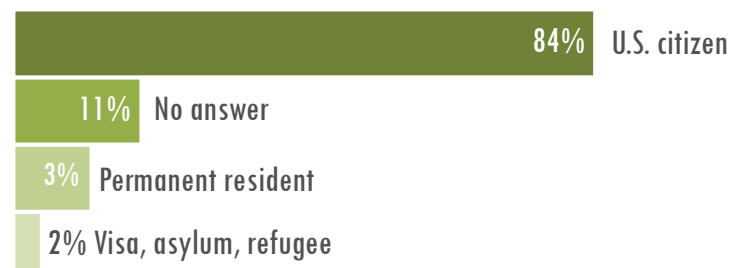 84% U.S. citizen
11% No answer
3% Permanent resident
2% Visa, asylum, refugee